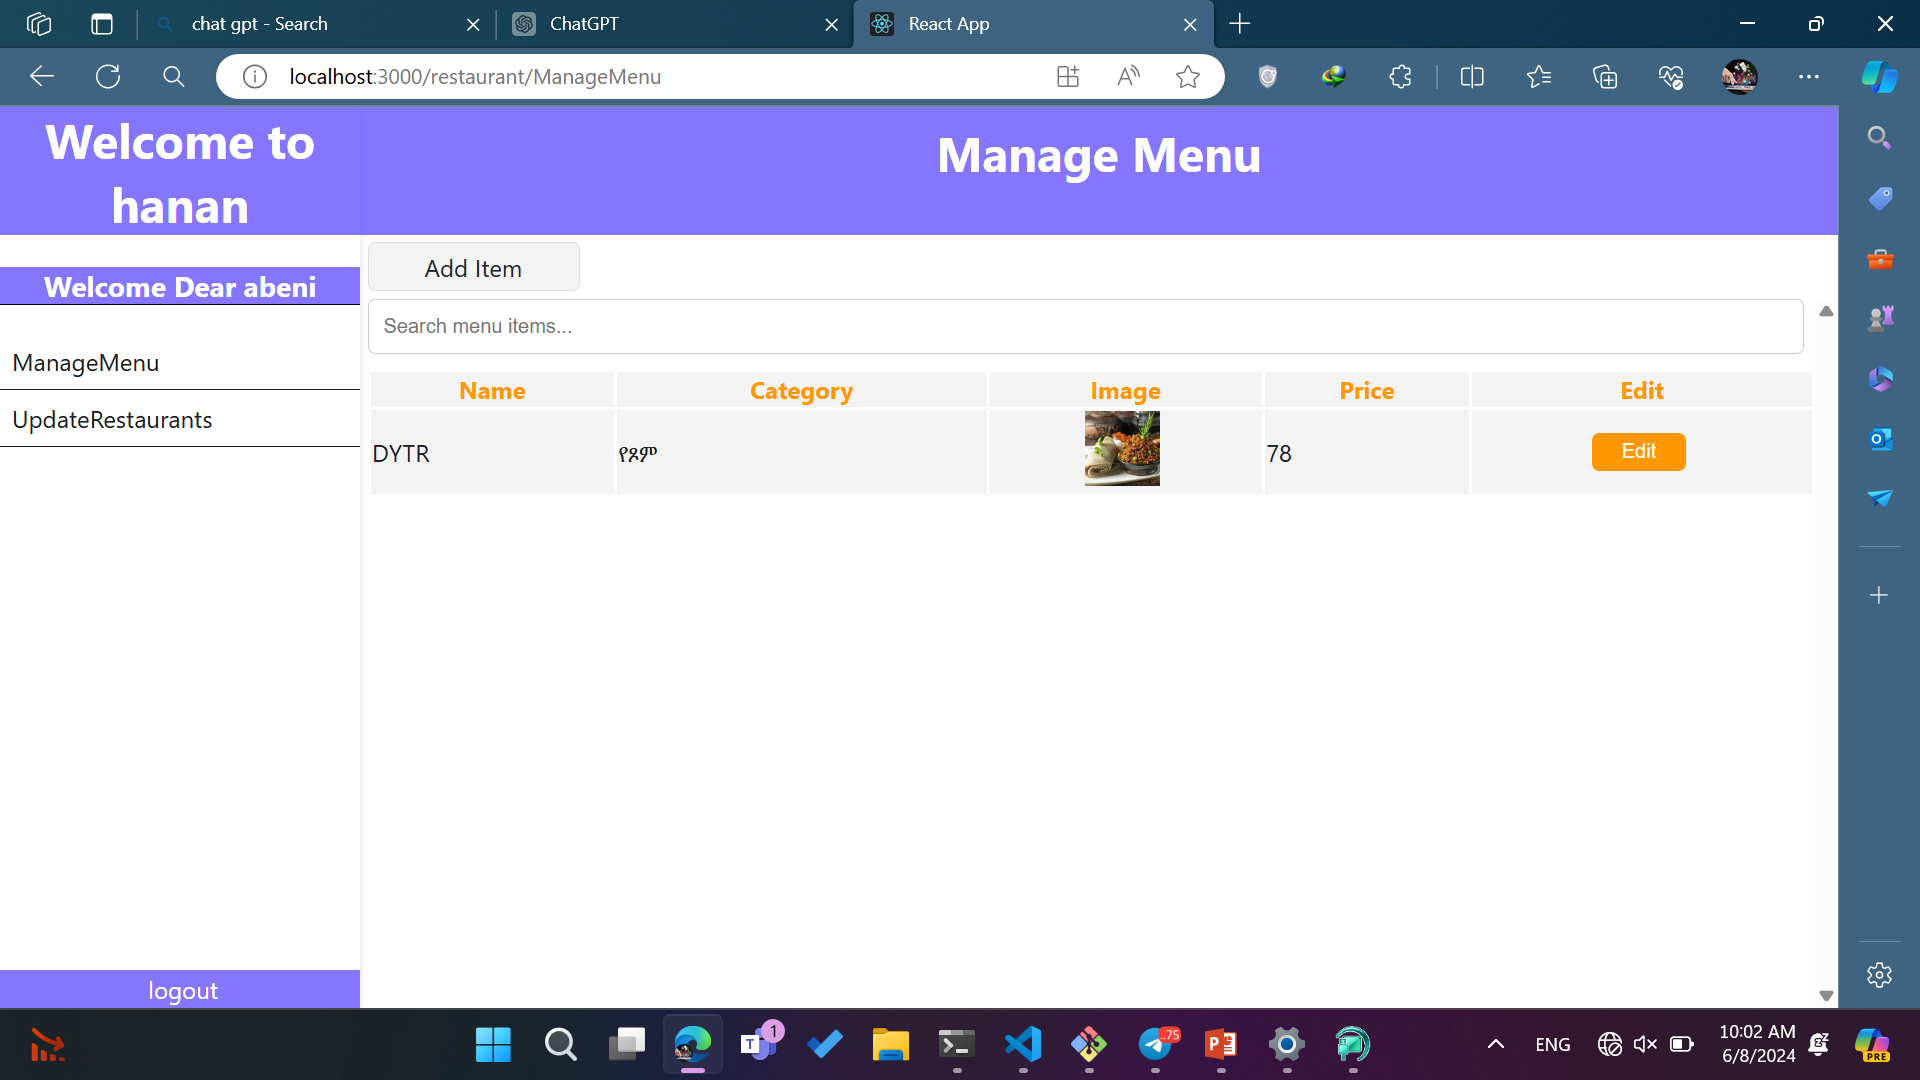 chat gpt - Search
ChatGPT
React App
localhost:3000/restaurant/ManageMenu
Welcome to
hanan
Manage Menu
Welcome Dear abeni
ManageMenu
UpdateRestaurants
logout
Add Item
Search menu items...
Name Category Image Price Edit
DYTR የጾም 78 Edit
1
..75
ENG
10:02 AM
6/8/2024
PRE